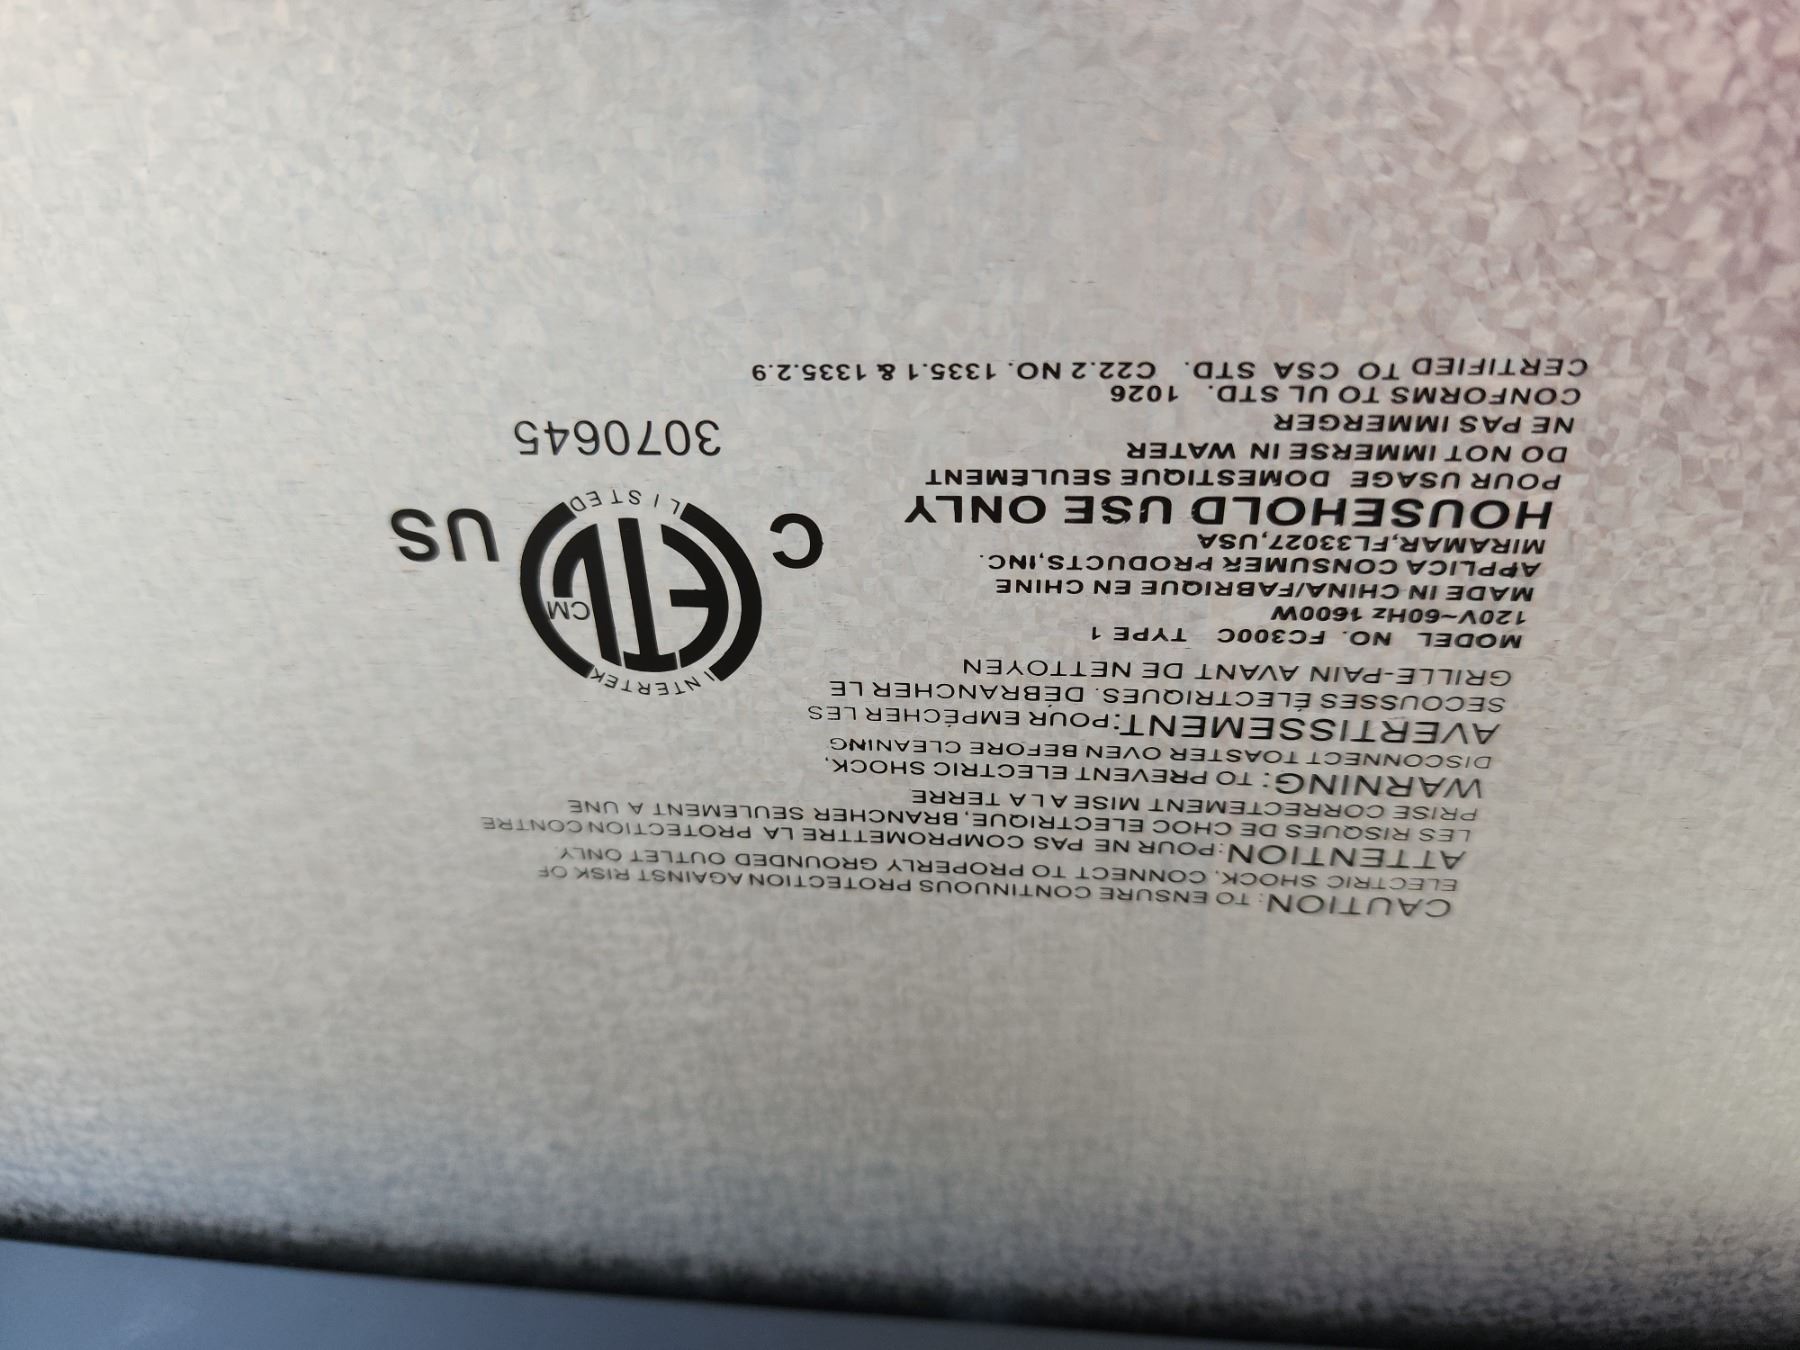 CAUTION: TO ENSURE CONTINUOUS PROTECTION AGAINST RISK OF
ELECTRIC SHOCK, CONNECT TO PROPERLY GROUNDED OUTLET ONLY.
ATTENTION: POUR NE PAS COMPROMETTRE LA PROTECTION CONTRE
LES RISQUES DE CHOC ELECTRIQUE, BRANCHER SEULEMENT A UNE
PRISE CORRECTEMENT MISE A LA TERRE
WARNING: TO PREVENT ELECTRIC SHOCK,
DISCONNECT TOASTER OVEN BEFORE CLEANING
AVERTISSEMENT:POUR EMPÉCHER LES
SECOUSSES ÉLECTRIQUES. DÉBRANCHER LE
GRILLE-PAIN AVANT DE NETTOYEN
MODEL NO. FC300C TYPE 1
120V~60Hz 1600W
MADE IN CHINA/FABRIQUE EN CHINE
APPLICA CONSUMER PRODUCTS,INC.
MIRAMAR,FL33027,USA
HOUSEHOLD USE ONLY
POUR USAGE DOMESTIQUE SEULEMENT
DO NOT IMMERSE IN WATER
NE PAS IMMERGER
CONFORMS TO UL STD. 1026
CERTIFIED TO CSA STD. C22.2 NO. 1335.1 & 1335.2.9
INTERTEK
C ETL CM US
LISTED
3070645